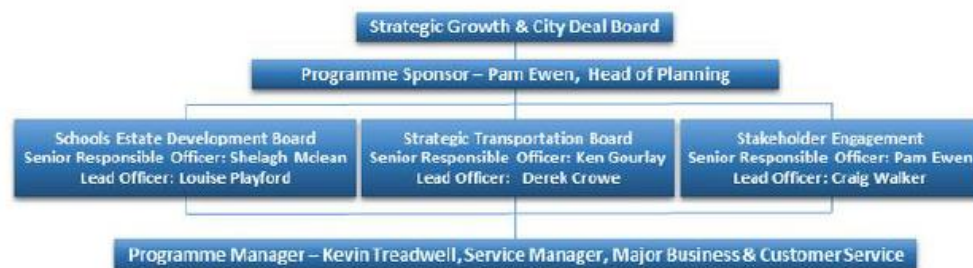 Strategic Growth & City Deal Board
Programme Sponsor – Pam Ewen, Head of Planning
Schools Estate Development Board
Senior Responsible Officer: Shelagh Mclean
Lead Officer: Louise Playford
Strategic Transportation Board
Senior Responsible Officer: Ken Gourlay
Lead Officer: Derek Crowe
Stakeholder Engagement
Senior Responsible Officer: Pam Ewen
Lead Officer: Craig Walker
Programme Manager – Kevin Treadwell, Service Manager, Major Business & Customer Service